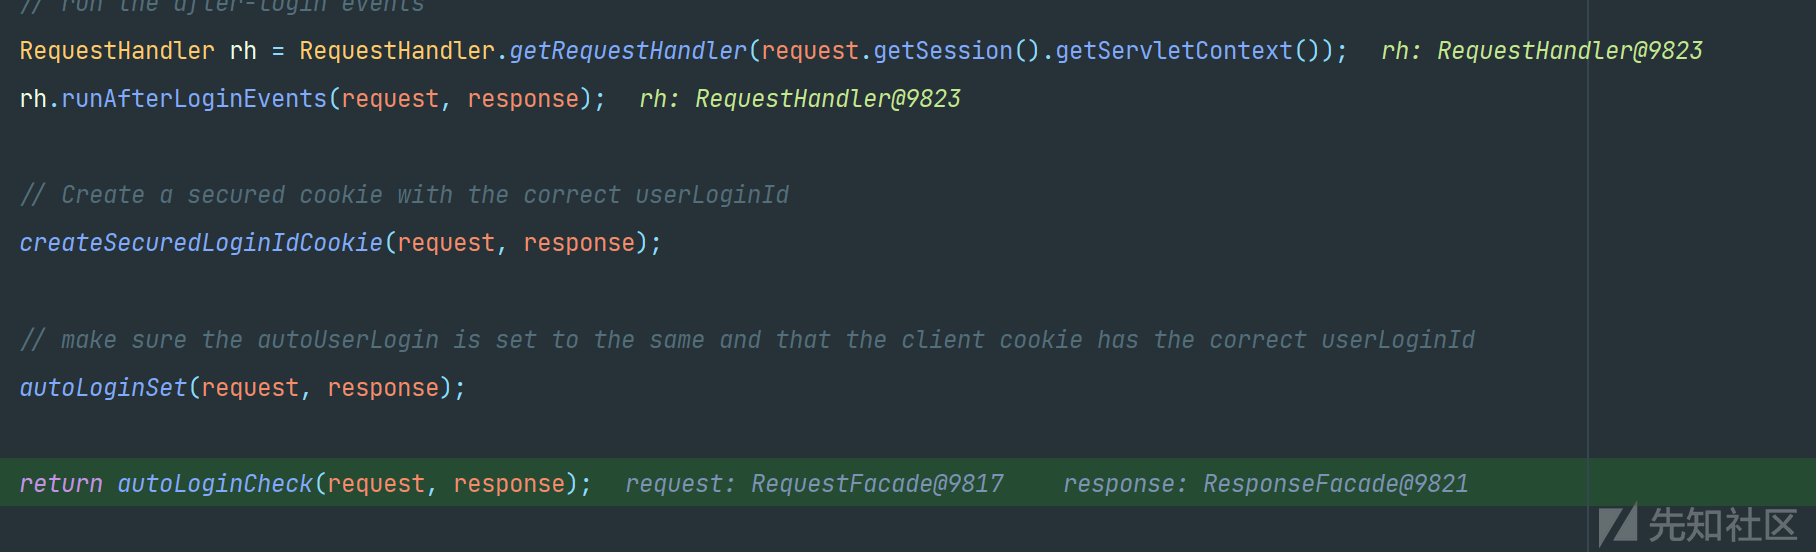 // run the after-login events
RequestHandler rh = RequestHandler.getRequestHandler(request.getSession().getServletContext()); rh: RequestHandler@9823
rh.runAfterLoginEvents(request, response); rh: RequestHandler@9823
// Create a secured cookie with the correct userLoginId
createSecuredLoginIdCookie(request, response);
// make sure the autoUserLogin is set to the same and that the client cookie has the correct userLoginId
autoLoginSet(request, response);
return autoLoginCheck(request, response); request: RequestFacade@9817 response: ResponseFacade@9821
先知社区